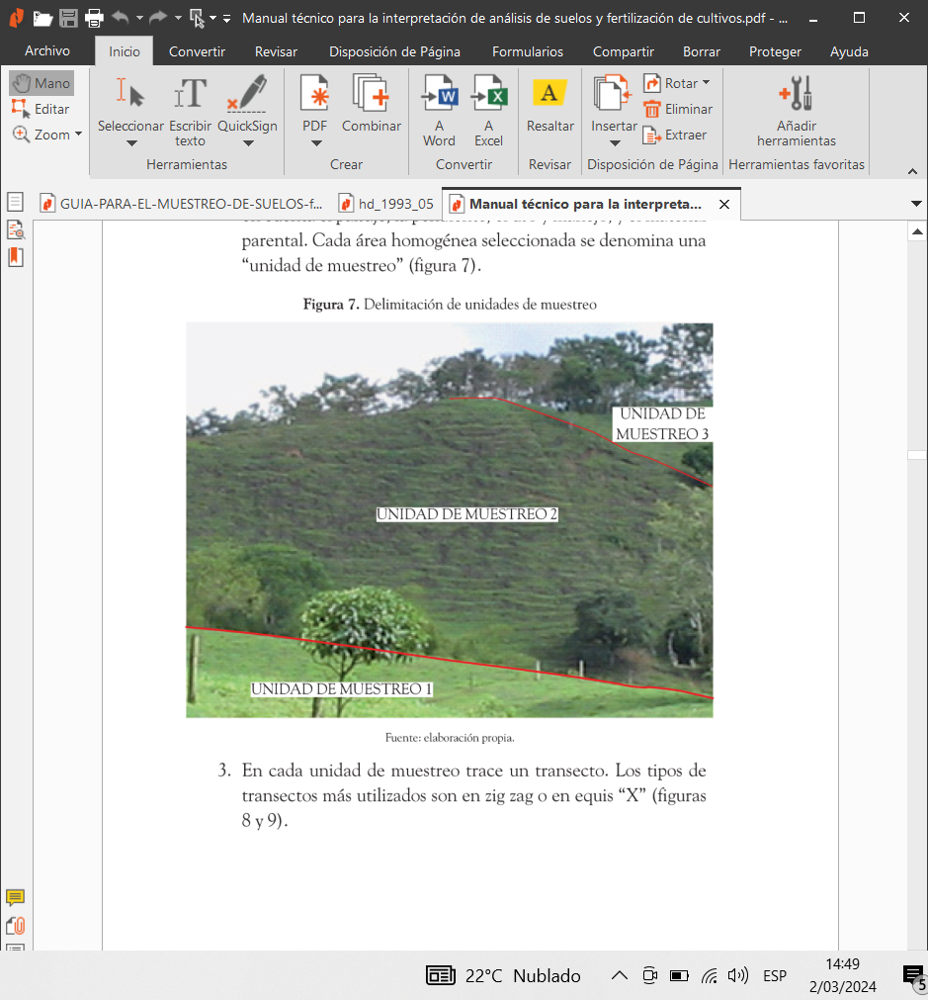 Manual técnico para la interpretación de análisis de suelos y fertilización de cultivos.pdf - ...
Archivo Inicio Convertir Revisar Disposición de Página Formularios Compartir Borrar Proteger Ayuda
Mano
Editar
Zoom
Seleccionar
Escribir
texto
QuickSign
Herramientas
PDF
Combinar
Crear
A
Word
A
Excel
Convertir
A
Resaltar
Revisar
Insertar
Rotar
Eliminar
Extraer
Disposición de Página
Añadir
herramientas
Herramientas favoritas
GUIA-PARA-EL-MUESTREO-DE-SUELOS-f...
hd_1993_05
Manual técnico para la interpreta...
parental. Cada área homogénea seleccionada se denomina una
“unidad de muestreo” (figura 7).
Figura 7. Delimitación de unidades de muestreo
UNIDAD DE
MUESTREO 3
UNIDAD DE MUESTREO 2
UNIDAD DE MUESTREO 1
Fuente: elaboración propia.
3. En cada unidad de muestreo trace un transecto. Los tipos de
transectos más utilizados son en zig zag o en equis “X” (figuras
8 y 9).
22°C Nublado
ESP
14:49
2/03/2024
5